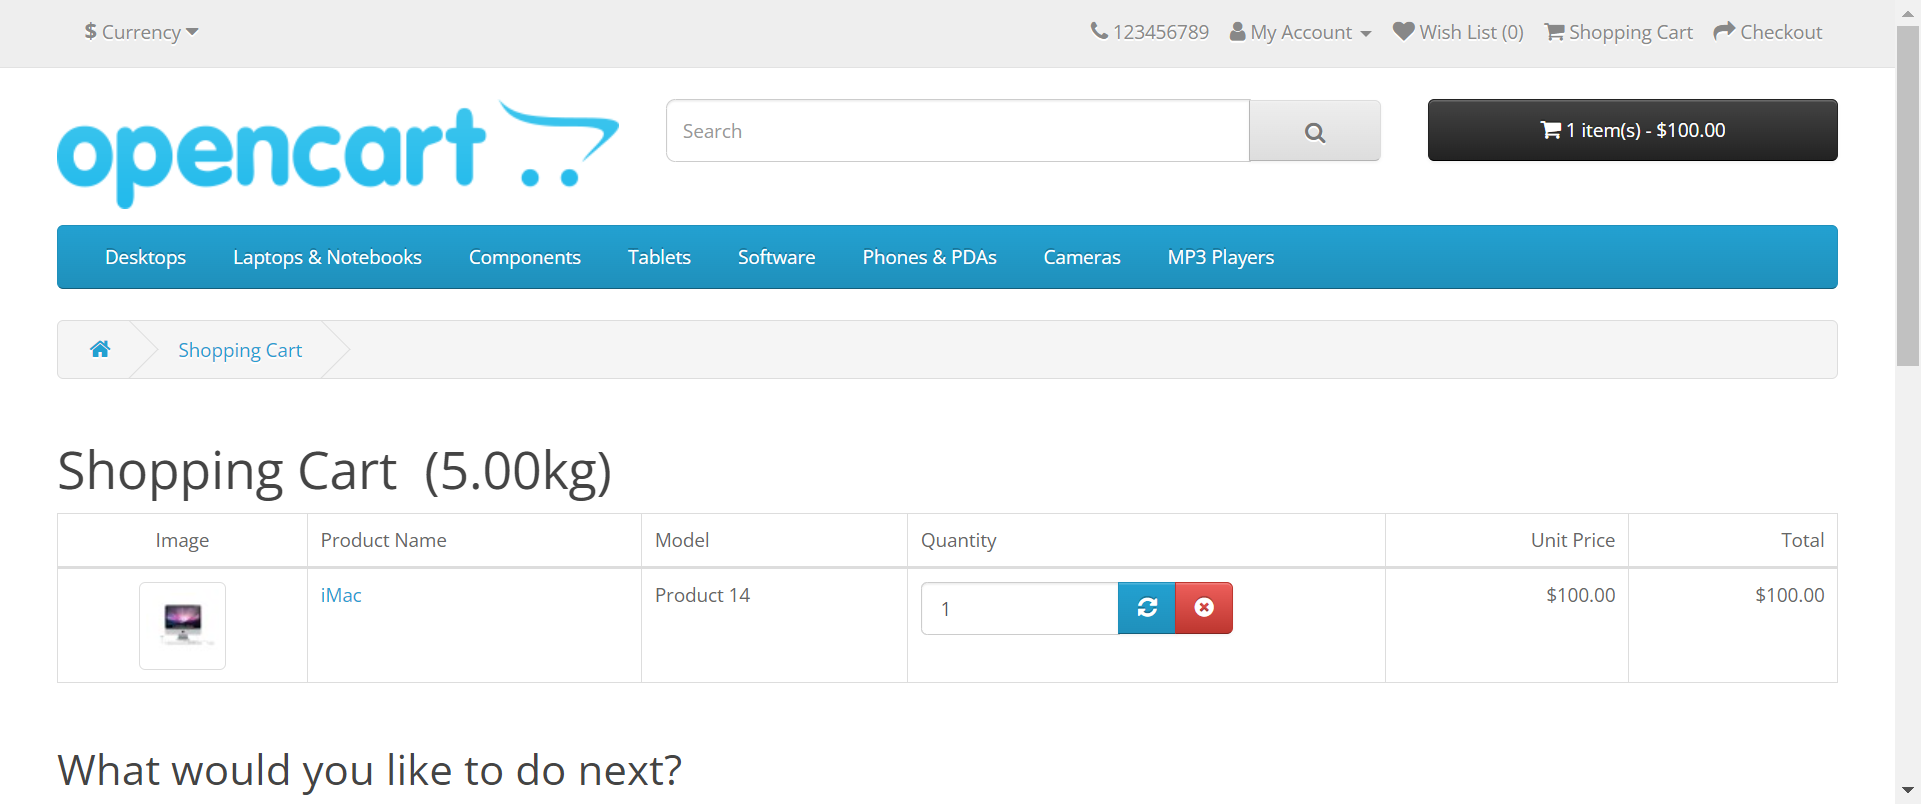 $ Currency 123456789 My Account Wish List (0) Shopping Cart Checkout
opencart
Search
1 item(s) - $100.00
Desktops Laptops & Notebooks Components Tablets Software Phones & PDAs Cameras MP3 Players
Shopping Cart
Shopping Cart (5.00kg)
Image Product Name Model Quantity Unit Price Total
iMac Product 14 1 $100.00 $100.00
What would you like to do next?